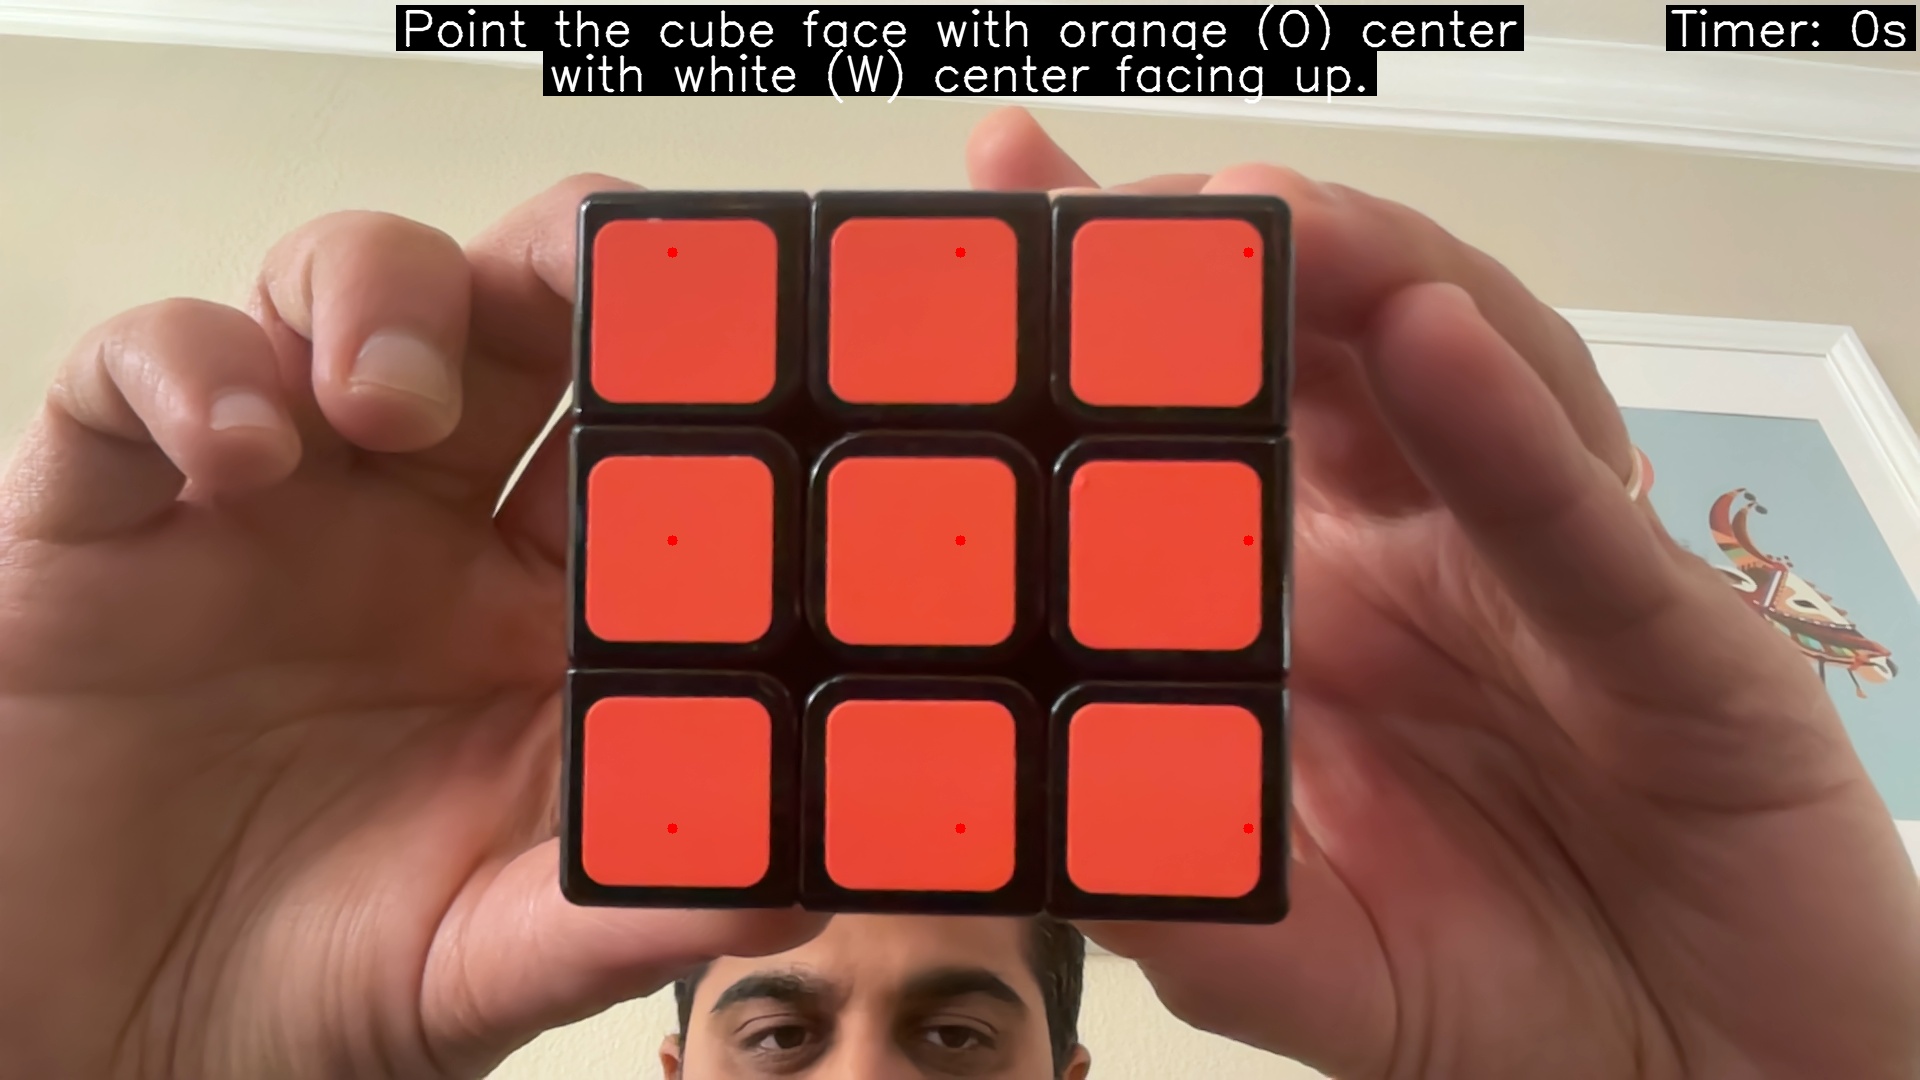 Point the cube face with orange (O) center
with white (W) center facing up.
Timer: 0s